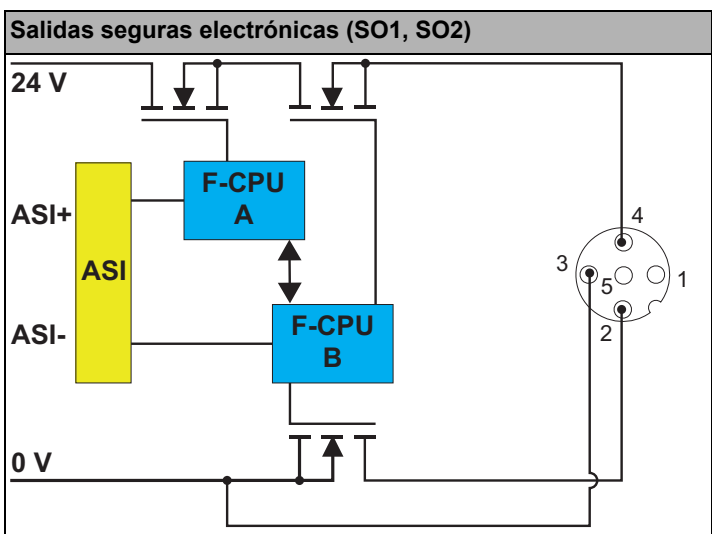 Salidas seguras electrónicas (SO1, SO2)
24 V
F-CPU
A
ASI+
ASI
ASI-
F-CPU
B
0 V
4
3
5
1
2